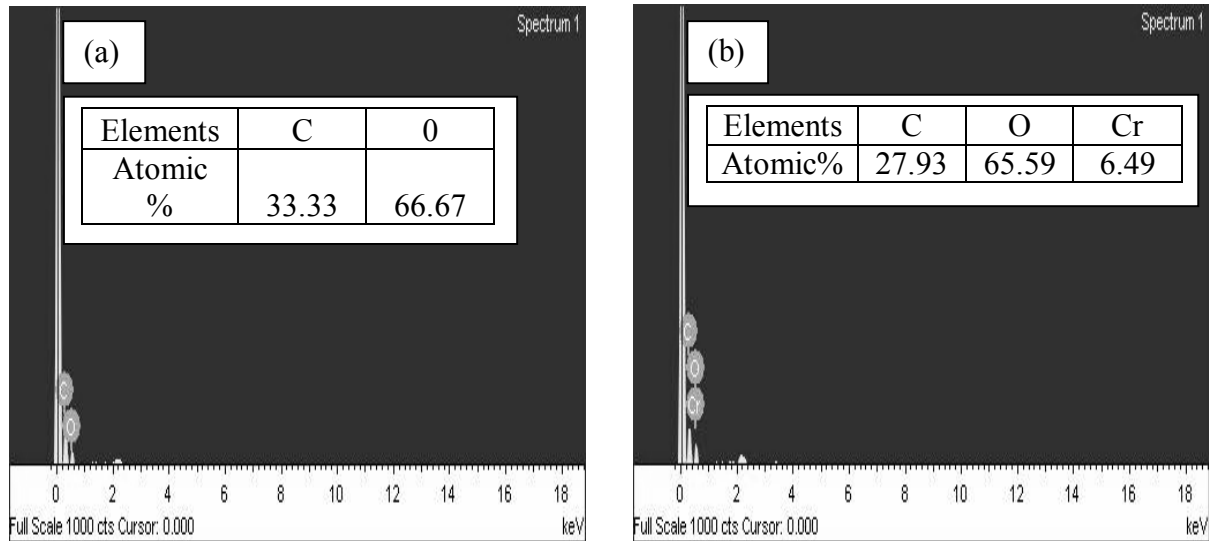 Spectrum 1
(a)
Elements C 0
Atomic
% 33.33 66.67
C
O
0 2 4 6 8 10 12 14 16 18
Full Scale 1000 cts Cursor: 0.000 keV
Spectrum 1
(b)
Elements C O Cr
Atomic% 27.93 65.59 6.49
C
O
Cr
0 2 4 6 8 10 12 14 16 18
Full Scale 1000 cts Cursor: 0.000 keV